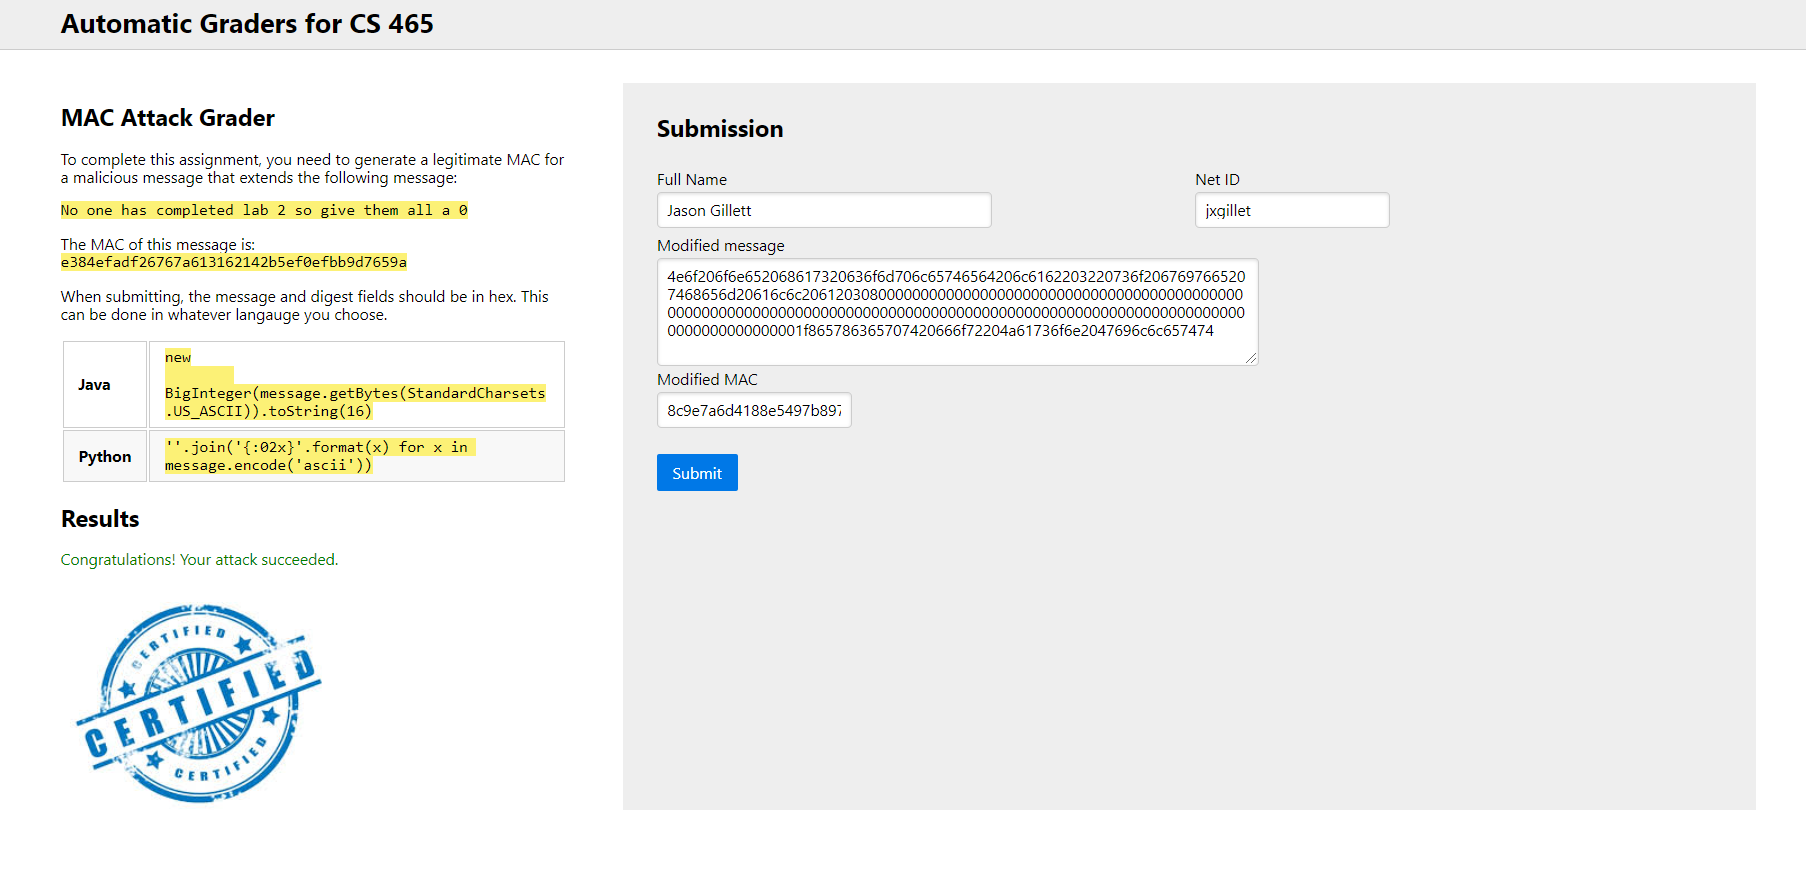 Automatic Graders for CS 465
MAC Attack Grader
To complete this assignment, you need to generate a legitimate MAC for
a malicious message that extends the following message:
No one has completed lab 2 so give them all a 0
The MAC of this message is:
e384efadf26767a613162142b5ef0efbb9d7659a
When submitting, the message and digest fields should be in hex. This
can be done in whatever langauge you choose.
Java
new
BigInteger(message.getBytes(StandardCharsets
.US_ASCII)).toString(16)
Python
''.join('{:02x}'.format(x) for x in
message.encode('ascii'))
Results
Congratulations! Your attack succeeded.
CERTIFIED
CERTIFIED
CERTIFIED
Submission
Full Name
Net ID
Jason Gillett
jxgillet
Modified message
4e6f206f6e652068617320636f6d706c65746564206c6162203220736f206769766520
7468656d20616c6c2061203080000000000000000000000000000000000000000000
00000000000000000000000000000000000000000000000000000000000000000000
0000000000000001f865786365707420666f72204a61736f6e2047696c6c657474
Modified MAC
8c9e7a6d4188e5497b897
Submit